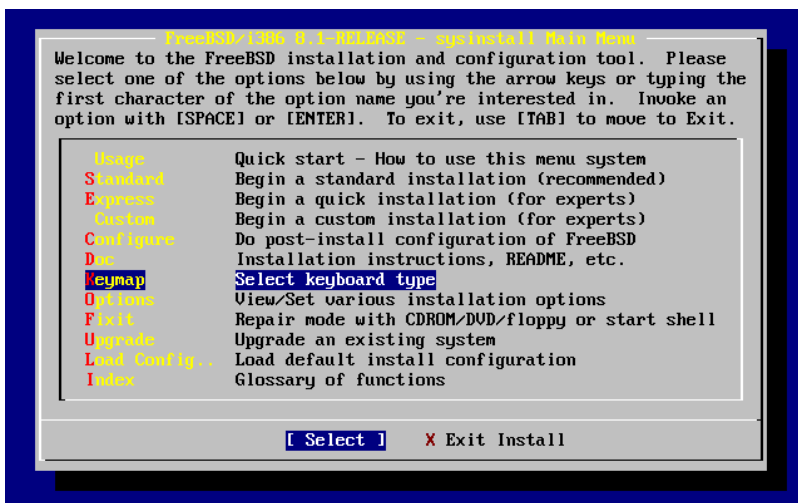 FreeBSD/i386 8.1-RELEASE - sysinstall Main Menu
Welcome to the FreeBSD installation and configuration tool.  Please
select one of the options below by using the arrow keys or typing the
first character of the option name you're interested in.  Invoke an
option with [SPACE] or [ENTER].  To exit, use [TAB] to move to Exit.
Usage Quick start - How to use this menu system
Standard Begin a standard installation (recommended)
Express Begin a quick installation (for experts)
Custom Begin a custom installation (for experts)
Configure Do post-install configuration of FreeBSD
Doc Installation instructions, README, etc.
Keymap Select keyboard type
Options View/Set various installation options
Fixit Repair mode with CDROM/DVD/floppy or start shell
Upgrade Upgrade an existing system
Load Config.. Load default install configuration
Index Glossary of functions
[ Select ] X Exit Install